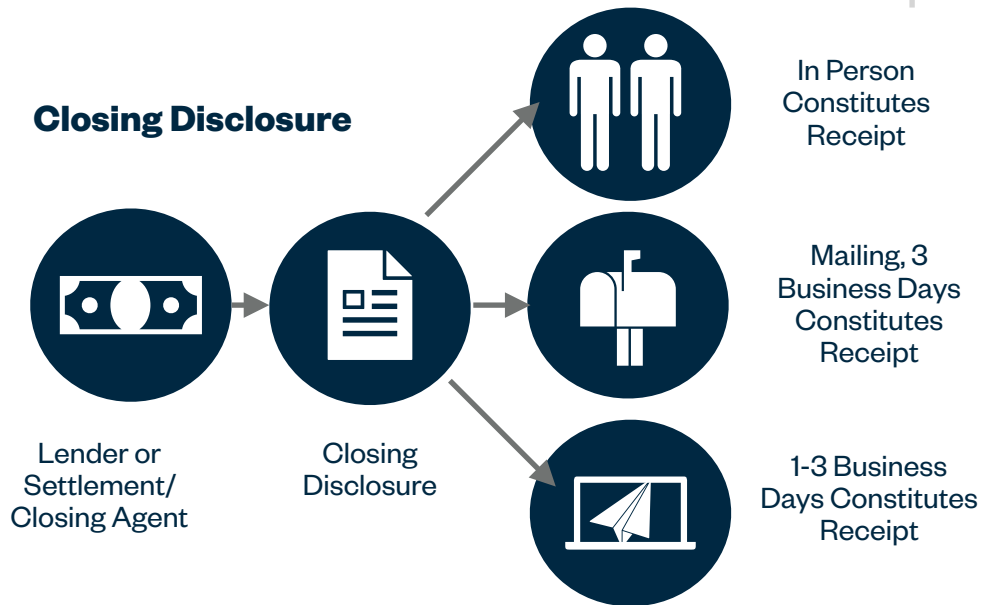 Closing Disclosure
In Person
Constitutes
Receipt
Mailing, 3
Business Days
Constitutes
Receipt
Lender or
Settlement/
Closing Agent
Closing
Disclosure
1-3 Business
Days Constitutes
Receipt